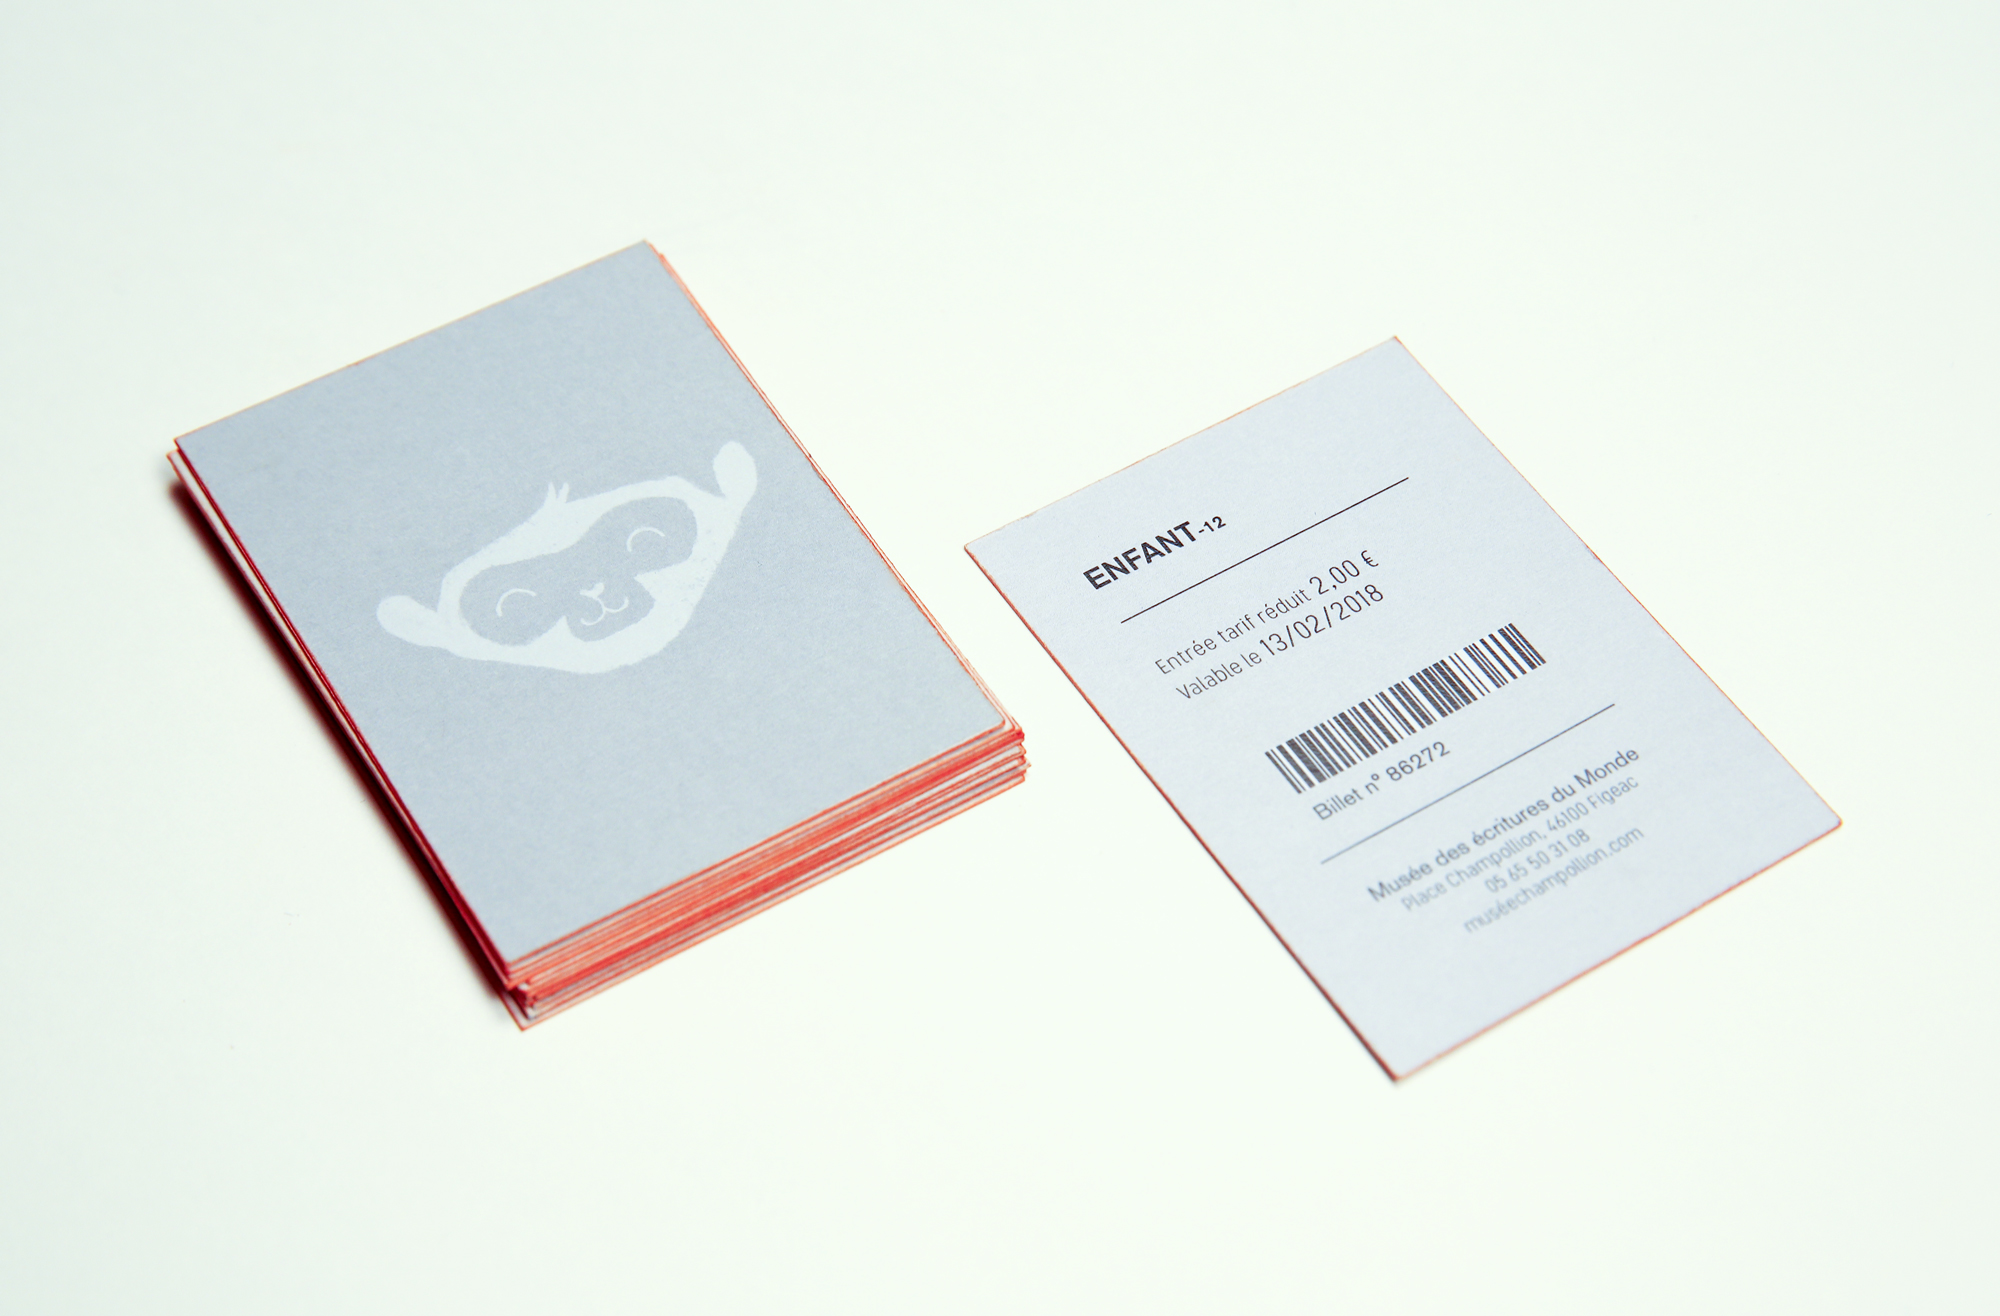 ENFANT-12
Entrée tarif réduit 2,00 €
Valable le 13/02/2018
Billet n° 86272
Musée des écritures du Monde
Place Champollion, 46100 Figeac
05 65 50 31 08
muséechampollion.com